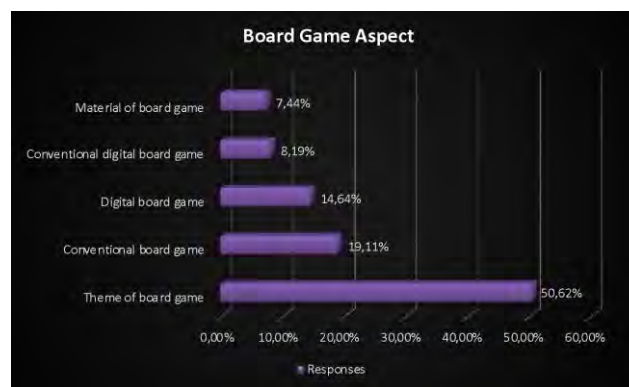 Board Game Aspect
Material of board game
7,44%
Conventional digital board game
8,19%
Digital board game
14,64%
Conventional board game
19,11%
Theme of board game
50,62%
0,00% 10,00% 20,00% 30,00% 40,00% 50,00% 60,00%
Responses